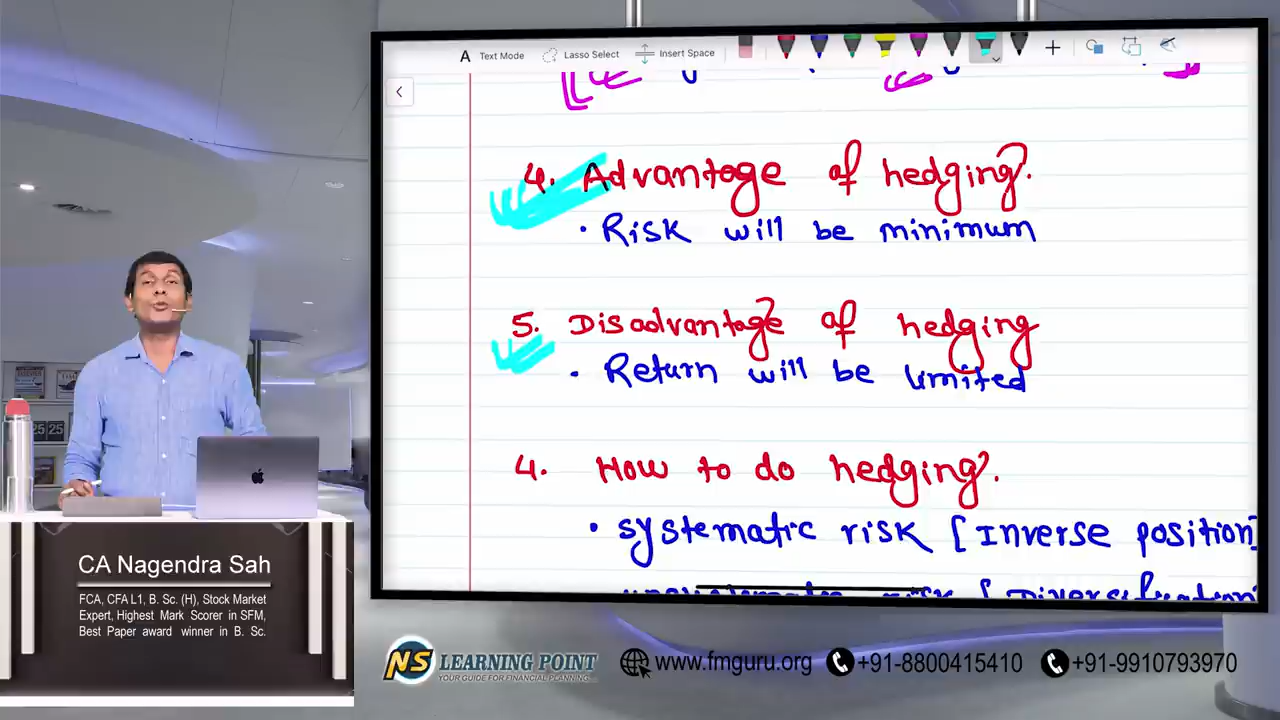 Text Mode
Lasso Select
Insert Space
4. Advantage of hedging?
• Risk will be minimum
5. Disadvantage of hedging
• Return will be limited
4. How to do hedging?
• systematic risk [Inverse position]
CA Nagendra Sah
FCA, CFA L1, B. Sc. (H), Stock Market
Expert, Highest Mark Scorer in SFM,
Best Paper award winner in B. Sc.
NS LEARNING POINT
YOUR GUIDE FOR FINANCIAL PLANNING...
www.fmguru.org
+91-8800415410
+91-9910793970